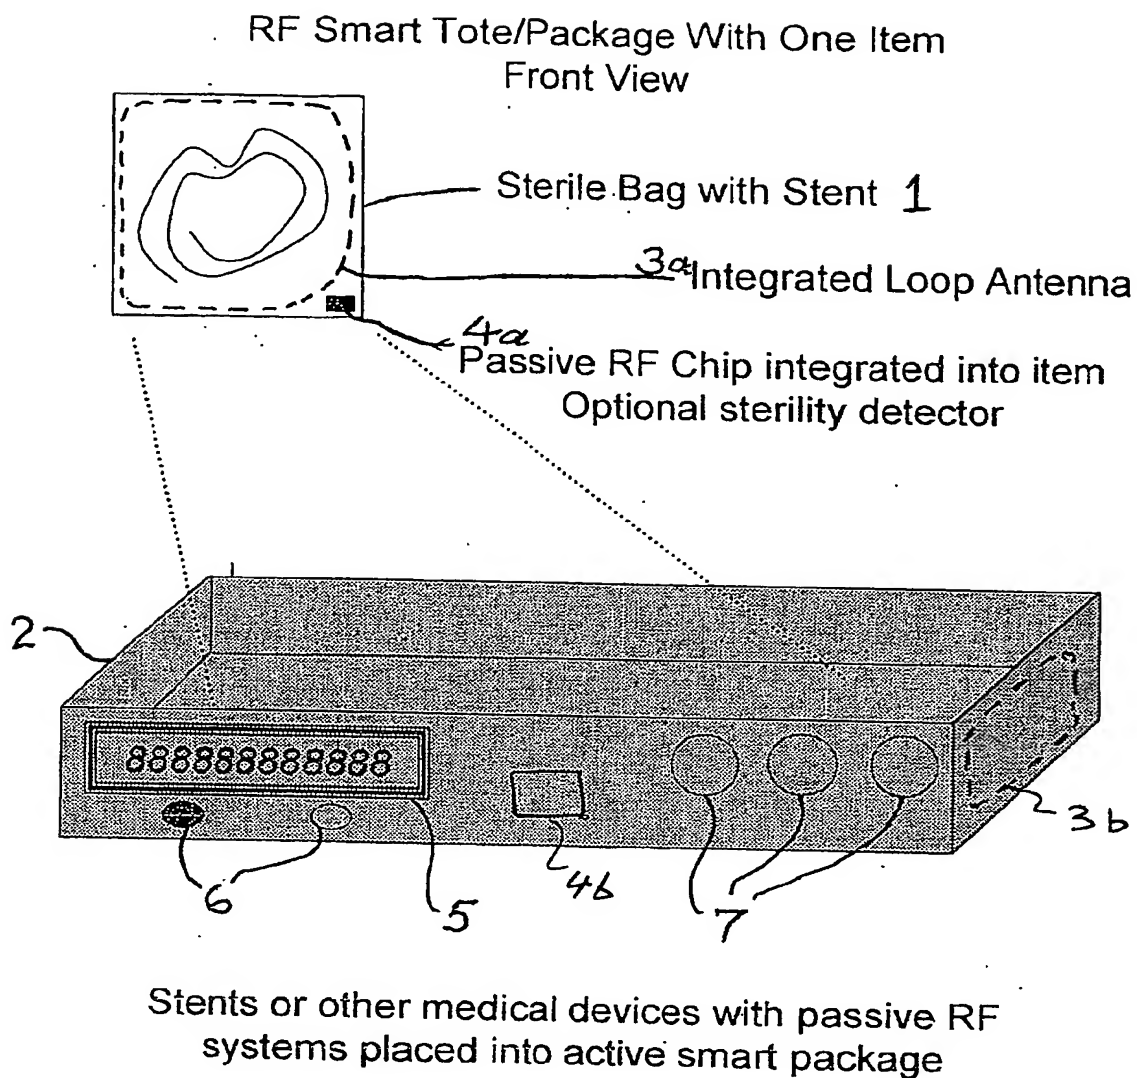 RF Smart Tote/Package With One Item
Front View
Sterile Bag with Stent 1
3a Integrated Loop Antenna
4a
Passive RF Chip integrated into item
Optional sterility detector
2
888888888888
3b
6
5
4b
7
Stents or other medical devices with passive RF
systems placed into active smart package